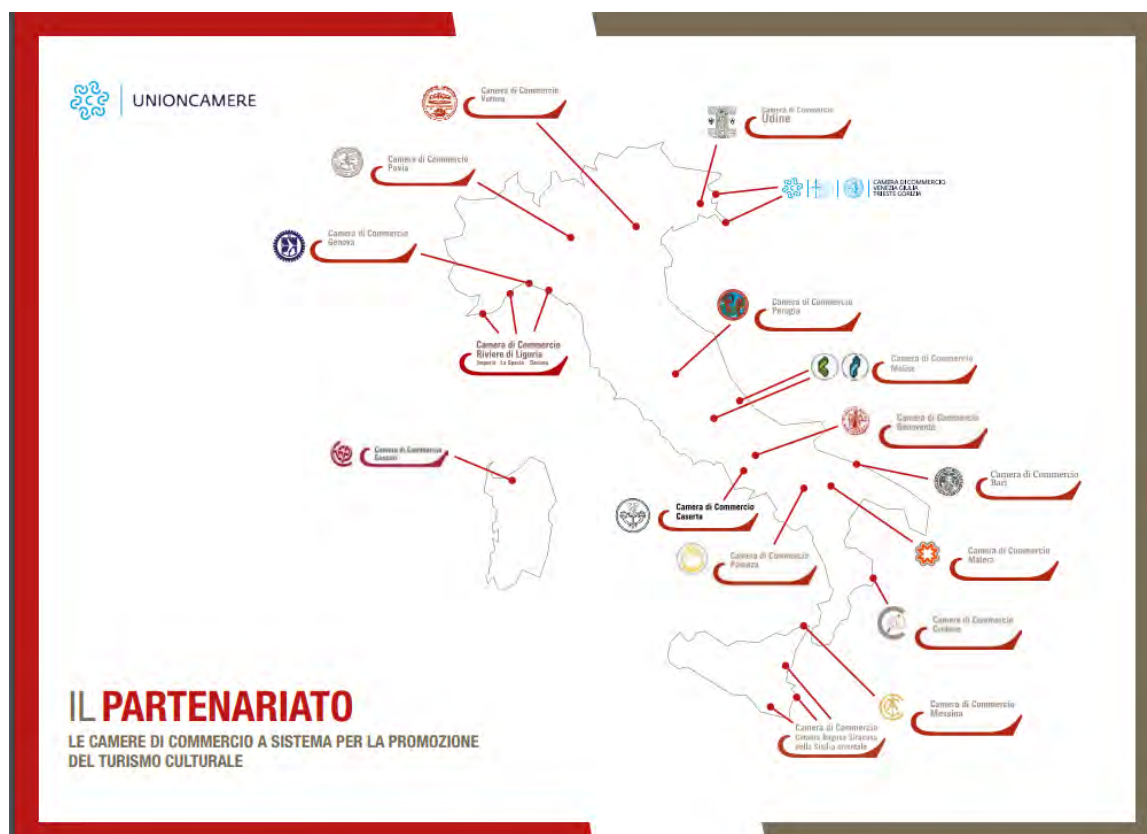 UNIONCAMERE
Camera di Commercio
Verona
Camera di Commercio
Udine
Camera di Commercio
Pavia
CAMERA DI COMMERCIO
VENEZIA GIULIA
TRIESTE GORIZIA
Camera di Commercio
Genova
Camera di Commercio
Perugia
Camera di Commercio
Riviere di Liguria
Imperia La Spezia Savona
Camera di Commercio
Molise
Camera di Commercio
Benevento
Camera di Commercio
Sassari
Camera di Commercio
Bari
Camera di Commercio
Caserta
Camera di Commercio
Potenza
Camera di Commercio
Matera
Camera di Commercio
Crotone
Camera di Commercio
Messina
Camera di Commercio
Catania Ragusa Siracusa
della Sicilia orientale
IL PARTENARIATO
LE CAMERE DI COMMERCIO A SISTEMA PER LA PROMOZIONE
DEL TURISMO CULTURALE